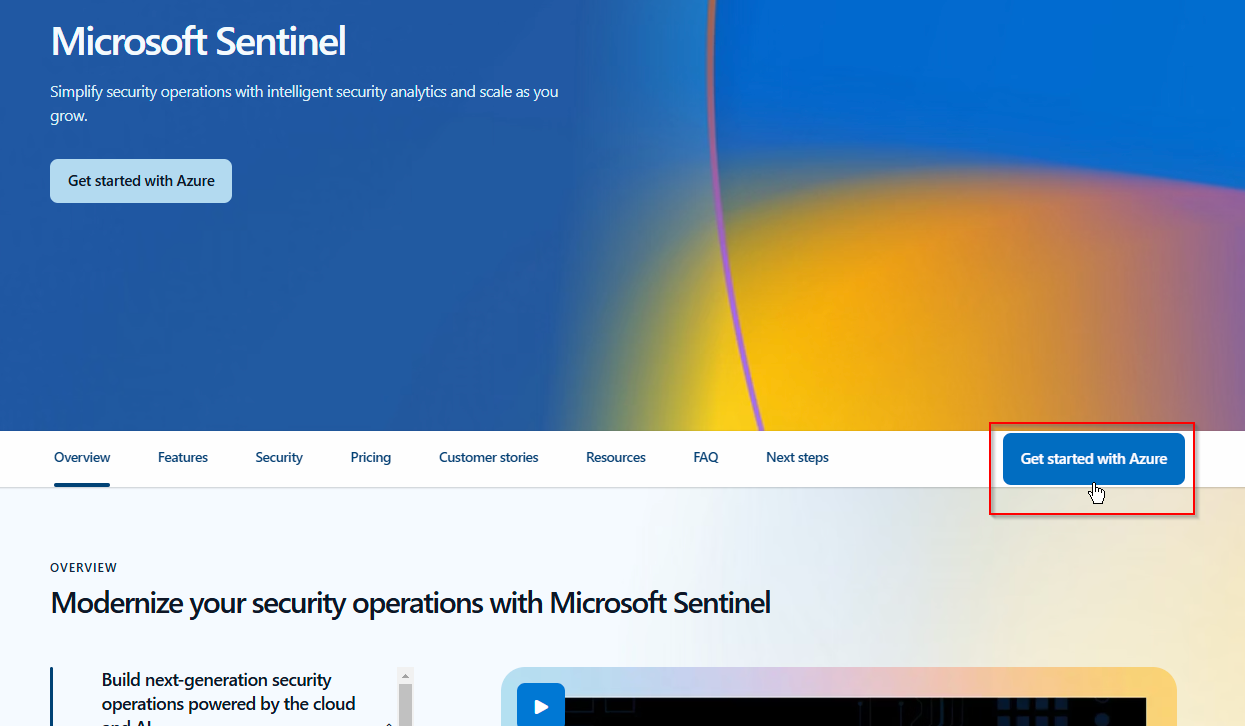 Microsoft Sentinel
Simplify security operations with intelligent security analytics and scale as you
grow.
Get started with Azure
Overview
Features
Security
Pricing
Customer stories
Resources
FAQ
Next steps
Get started with Azure
OVERVIEW
Modernize your security operations with Microsoft Sentinel
Build next-generation security
operations powered by the cloud
and AI